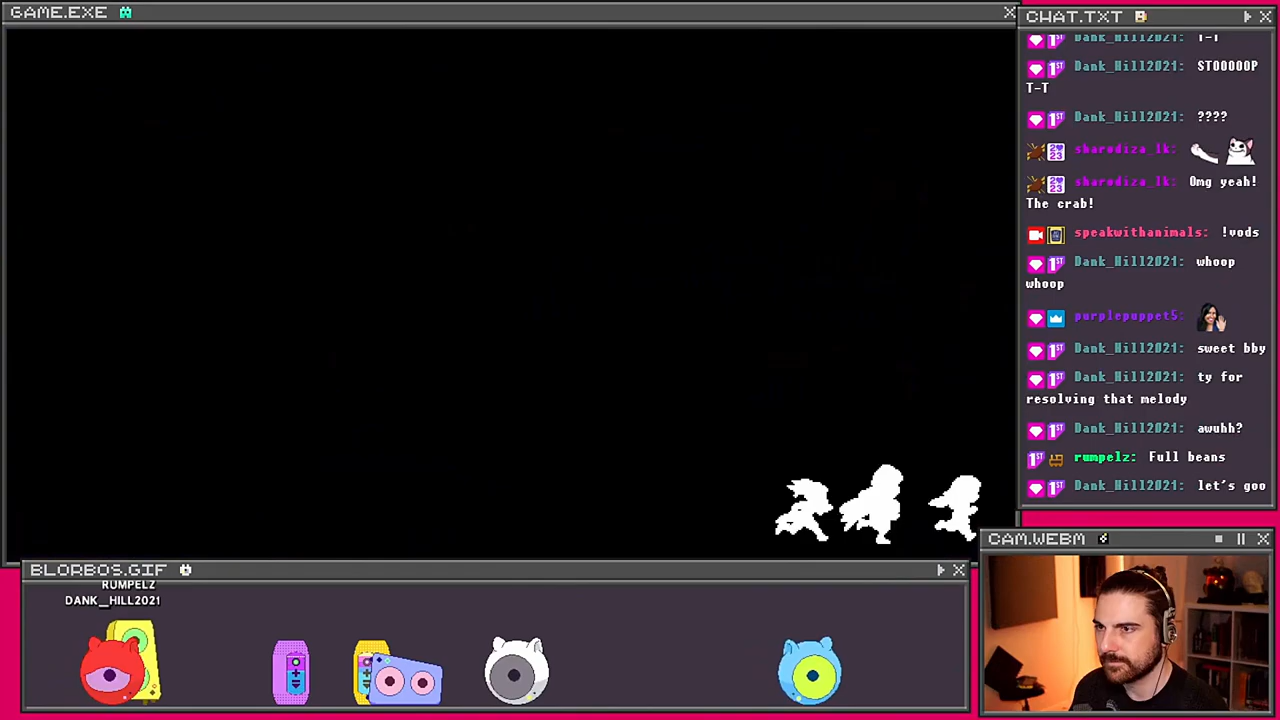 GAME.EXE
CHAT.TXT
Dank_Hill2021: T-T
Dank_Hill2021: STOOOOP
T-T
Dank_Hill2021: ????
sharodiza_lk:
sharodiza_lk: Omg yeah!
The crab!
speakwithanimals: !vods
Dank_Hill2021: whoop
whoop
purplepuppet5:
Dank_Hill2021: sweet bby
Dank_Hill2021: ty for
resolving that melody
Dank_Hill2021: awuhh?
rumpelz: Full beans
Dank_Hill2021: let's goo
CAM.WEBM
BLORBOS.GIF
RUMPELZ
DANK_HILL2021